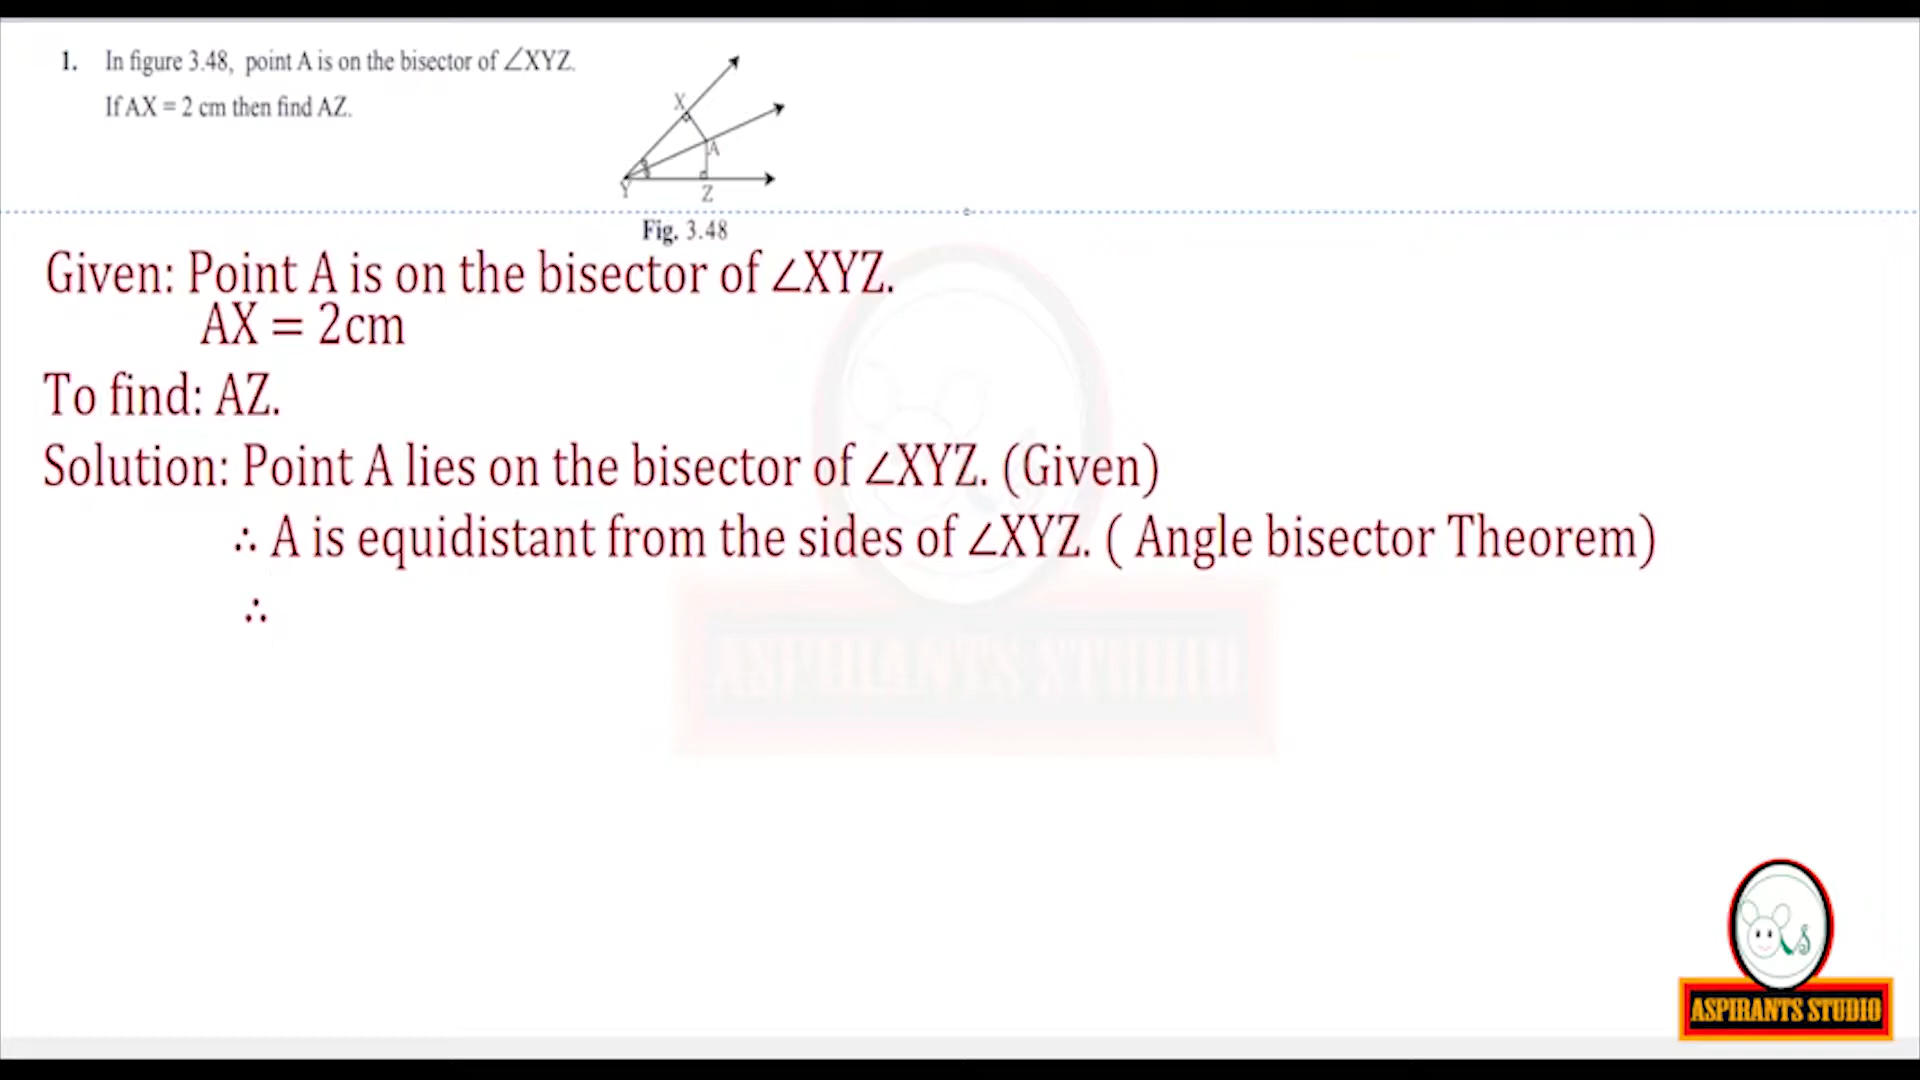 1. In figure 3.48, point A is on the bisector of ∠XYZ.
If AX = 2 cm then find AZ.
X
A
Y
Z
Fig. 3.48
Given: Point A is on the bisector of ∠XYZ.
AX = 2cm
To find: AZ.
Solution: Point A lies on the bisector of ∠XYZ. (Given)
∴ A is equidistant from the sides of ∠XYZ. ( Angle bisector Theorem)
∴
ASPIRANTS STUDIO
ASPIRANTS STUDIO